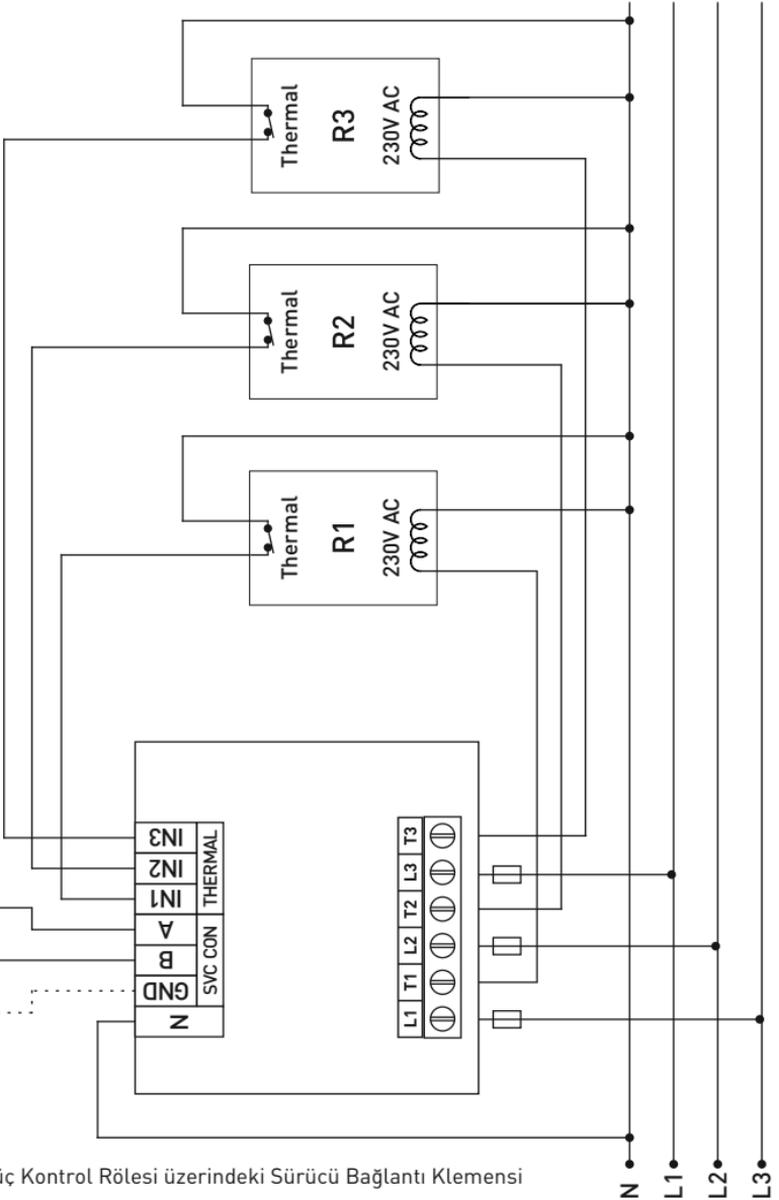 Thermal
R3
230V AC
Thermal
R2
230V AC
Thermal
R1
230V AC
IN3
IN2
IN1
A
B
GND
N
THERMAL
SVC CON
T3
L3
T2
L2
T1
L1
N
L1
L2
L3
Kontrol Rölesi üzerindeki Sürücü Bağlantı Klemensi